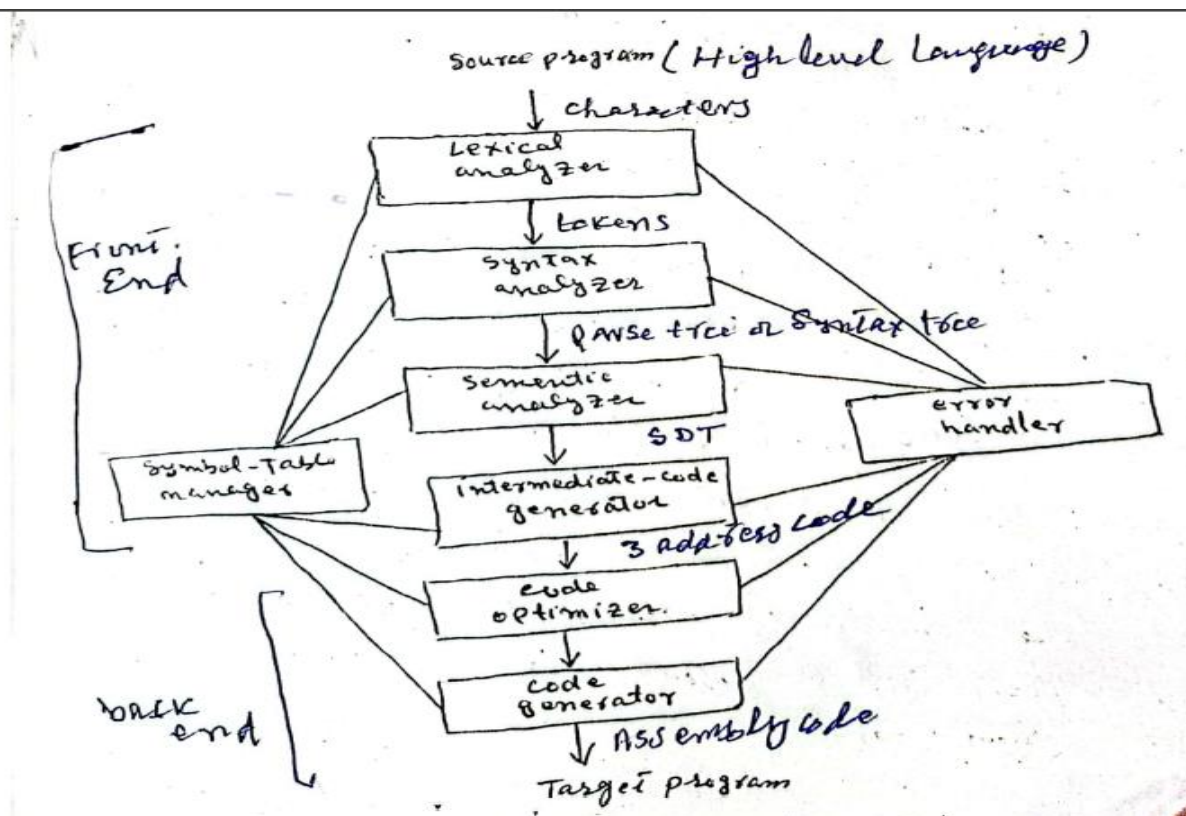 Source program (High level Language)
characters
Lexical
analyzer
tokens
Front
End
Syntax
analyzer
parse tree or Syntax tree
Sementic
analyzer
error
handler
SDT
Symbol-Table
manager
intermediate-code
generator
3 address code
code
optimizer.
code
generator
back
end
Assembly code
Target program